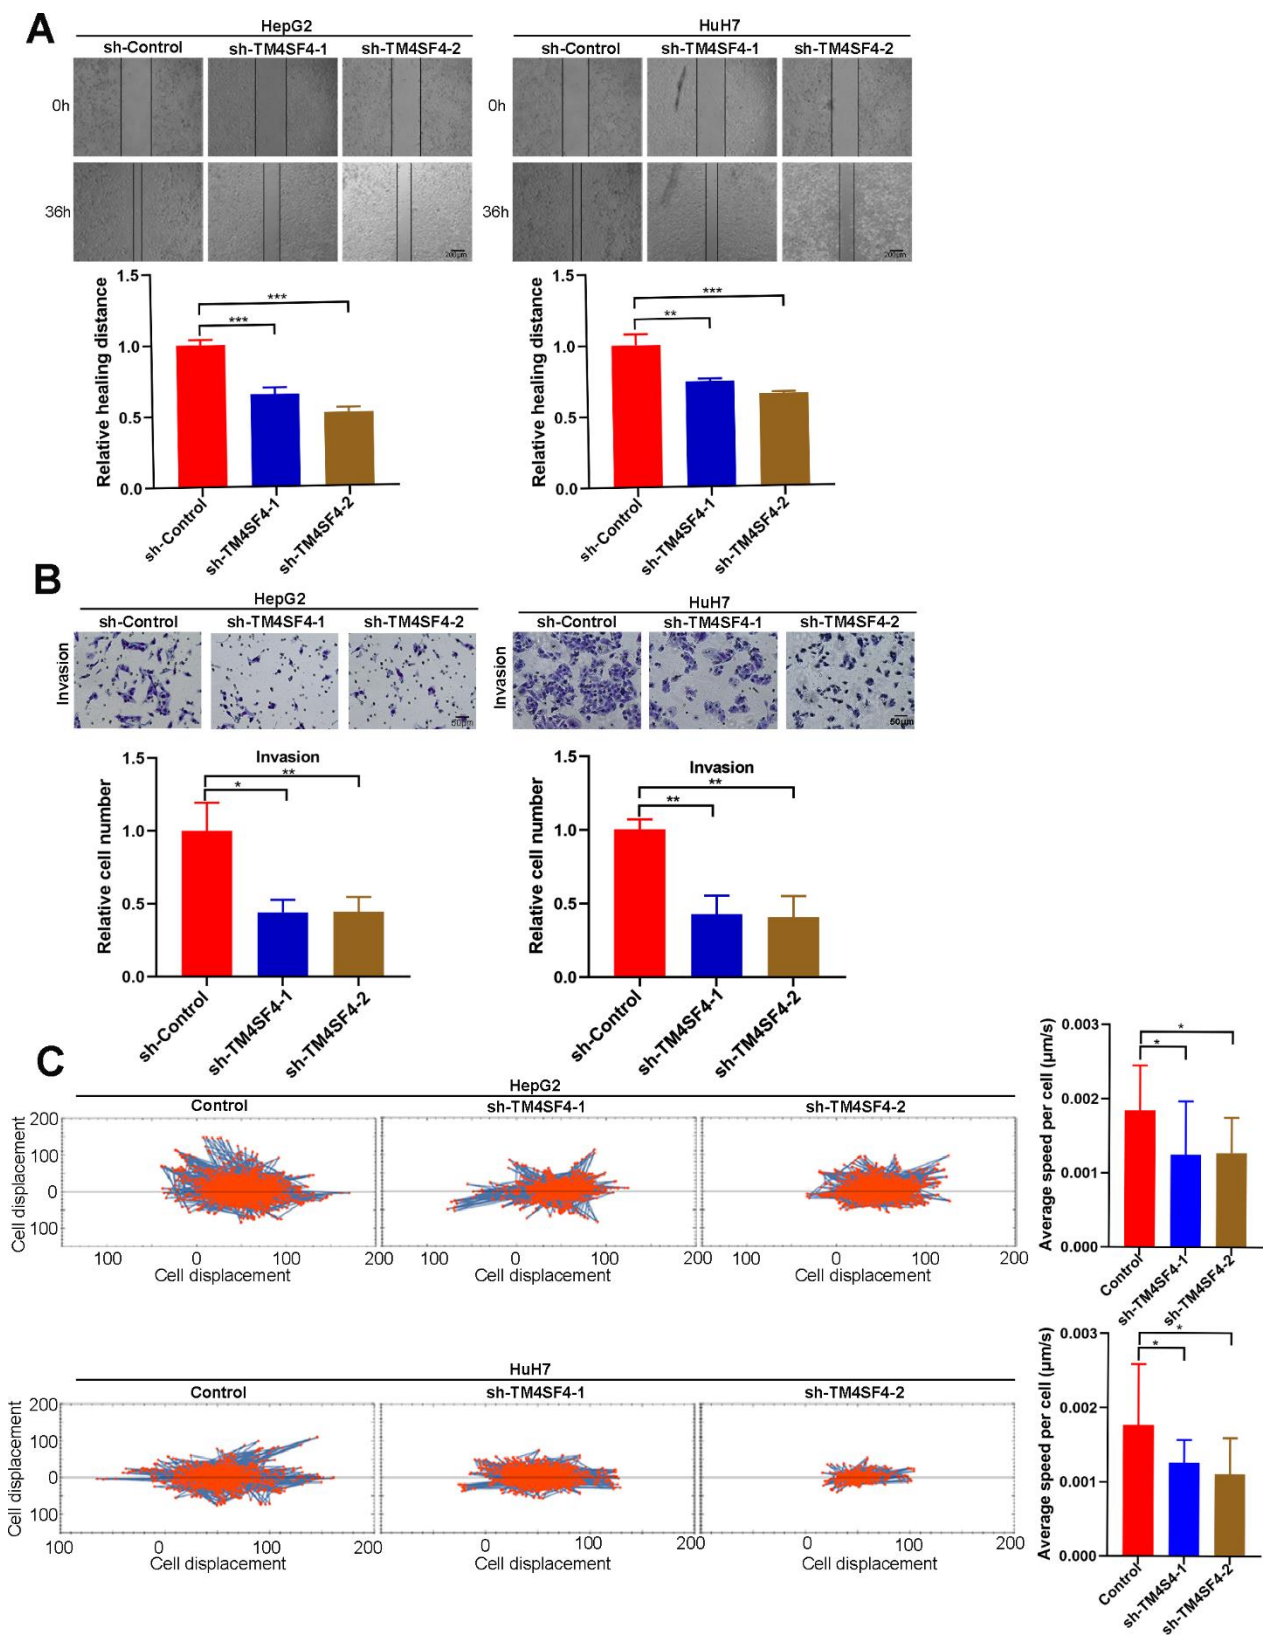 A
HepG2
sh-Control sh-TM4SF4-1 sh-TM4SF4-2
0h
36h
200μm
HuH7
sh-Control sh-TM4SF4-1 sh-TM4SF4-2
0h
36h
200μm
Relative healing distance
1.5
1.0
0.5
0.0
***
***
sh-Control
sh-TM4SF4-1
sh-TM4SF4-2
Relative healing distance
1.5
1.0
0.5
0.0
***
**
sh-Control
sh-TM4SF4-1
sh-TM4SF4-2
B
HepG2
sh-Control sh-TM4SF4-1 sh-TM4SF4-2
Invasion
50μm
HuH7
sh-Control sh-TM4SF4-1 sh-TM4SF4-2
Invasion
50μm
Invasion
Relative cell number
1.5
1.0
0.5
0.0
**
*
sh-Control
sh-TM4SF4-1
sh-TM4SF4-2
Invasion
Relative cell number
1.5
1.0
0.5
0.0
**
**
sh-Control
sh-TM4SF4-1
sh-TM4SF4-2
C
HepG2
Control sh-TM4SF4-1 sh-TM4SF4-2
Cell displacement
200
100
0
100
100 0 100 200 100 0 100 200 100 0 100 200
Cell displacement Cell displacement Cell displacement
Average speed per cell (μm/s)
0.003
0.002
0.001
0.000
*
*
Control
sh-TM4SF4-1
sh-TM4SF4-2
HuH7
Control sh-TM4SF4-1 sh-TM4SF4-2
Cell displacement
200
100
0
100
100 0 100 200 0 100 200 0 100 200
Cell displacement Cell displacement Cell displacement
Average speed per cell (μm/s)
0.003
0.002
0.001
0.000
*
*
Control
sh-TM4S4-1
sh-TM4SF4-2